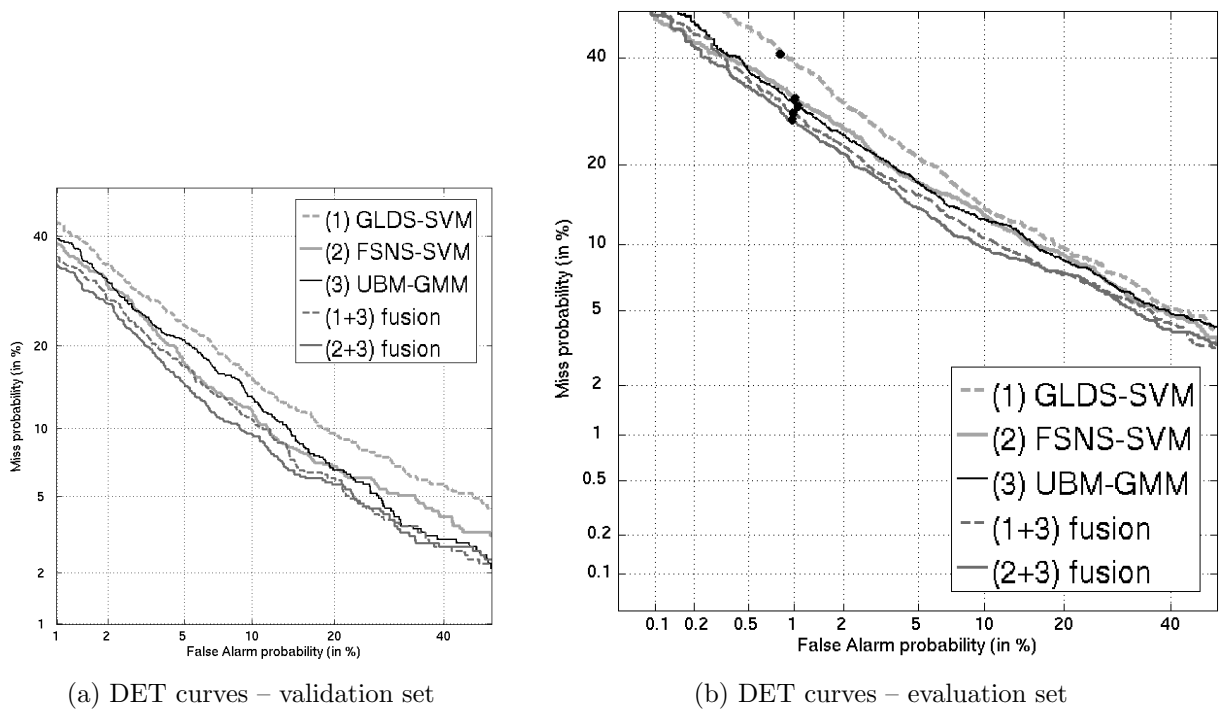 40
20
10
5
2
1
Miss probability (in %)
1 2 5 10 20 40
False Alarm probability (in %)
(1) GLDS-SVM
(2) FSNS-SVM
(3) UBM-GMM
(1+3) fusion
(2+3) fusion
(a) DET curves – validation set
40
20
10
5
2
1
0.5
0.2
0.1
Miss probability (in %)
0.1 0.2 0.5 1 2 5 10 20 40
False Alarm probability (in %)
(1) GLDS-SVM
(2) FSNS-SVM
(3) UBM-GMM
(1+3) fusion
(2+3) fusion
(b) DET curves – evaluation set